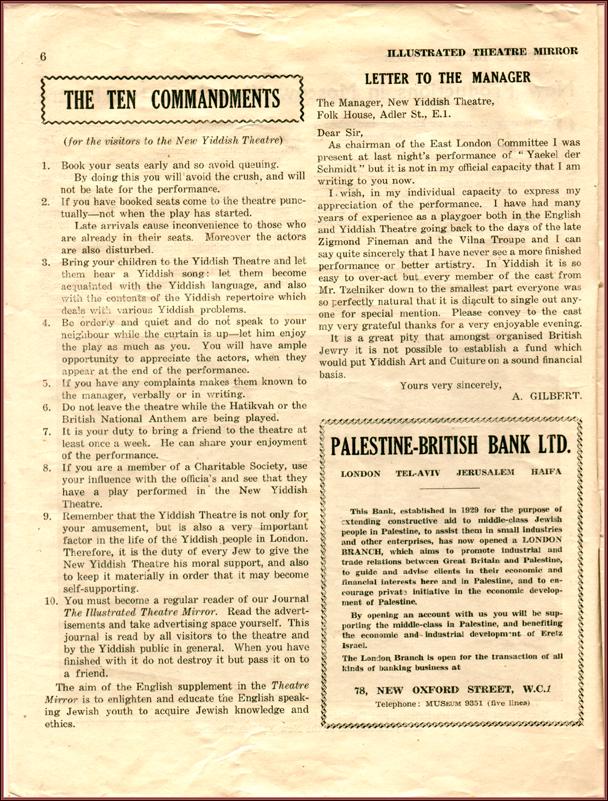 6
ILLUSTRATED THEATRE MIRROR
THE TEN COMMANDMENTS
(for the visitors to the New Yiddish Theatre)
1. Book your seats early and so avoid queuing.
By doing this you will avoid the crush, and will
not be late for the performance.
2. If you have booked seats come to the theatre punc-
tually—not when the play has started.
Late arrivals cause inconvenience to those who
are already in their seats. Moreover the actors
are also disturbed.
3. Bring your children to the Yiddish Theatre and let
them hear a Yiddish song: let them become
acquainted with the Yiddish language, and also
with the contents of the Yiddish repertoire which
deals with various Yiddish problems.
4. Be orderly and quiet and do not speak to your
neighbour while the curtain is up—let him enjoy
the play as much as you. You will have ample
opportunity to appreciate the actors, when they
appear at the end of the performance.
5. If you have any complaints makes them known to
the manager, verbally or in writing.
6. Do not leave the theatre while the Hatikvah or the
British National Anthem are being played.
7. It is your duty to bring a friend to the theatre at
least once a week. He can share your enjoyment
of the performance.
8. If you are a member of a Charitable Society, use
your influence with the officia's and see that they
have a play performed in the New Yiddish
Theatre.
9. Remember that the Yiddish Theatre is not only for
your amusement, but is also a very important
factor in the life of the Yiddish people in London.
Therefore, it is the duty of every Jew to give the
New Yiddish Theatre his moral support, and also
to keep it materially in order that it may become
self-supporting.
10. You must become a regular reader of our Journal
The Illustrated Theatre Mirror. Read the advert-
isements and take advertising space yourself. This
journal is read by all visitors to the theatre and
by the Yiddish public in general. When you have
finished with it do not destroy it but pass it on to
a friend.
The aim of the English supplement in the Theatre
Mirror is to enlighten and educate the English speak-
ing Jewish youth to acquire Jewish knowledge and
ethics.
LETTER TO THE MANAGER
The Manager, New Yiddish Theatre,
Folk House, Adler St., E.1.
Dear Sir,
As chairman of the East London Committee I was
present at last night's performance of "Yaekel der
Schmidt" but it is not in my official capacity that I am
writing to you now.
I wish, in my individual capacity to express my
appreciation of the performance. I have had many
years of experience as a playgoer both in the English
and Yiddish Theatre going back to the days of the late
Zigmond Fineman and the Vilna Troupe and I can
say quite sincerely that I have never see a more finished
performance or better artistry. In Yiddish it is so
easy to over-act but every member of the cast from
Mr. Tzelniker down to the smallest part everyone was
so perfectly natural that it is diącult to single out any-
one for special mention. Please convey to the cast
my very grateful thanks for a very enjoyable evening.
It is a great pity that amongst organised British
Jewry it is not possible to establish a fund which
would put Yiddish Art and Culture on a sound financial
basis.
Yours very sincerely,
A. GILBERT.
PALESTINE-BRITISH BANK LTD.
LONDON TEL-AVIV JERUSALEM HAIFA
This Bank, established in 1929 for the purpose of
extending constructive aid to middle-class Jewish
people in Palestine, to assist them in small industries
and other enterprises, has now opened a LONDON
BRANCH, which aims to promote industrial and
trade relations between Great Britain and Palestine,
to guide and advise clients in their economic and
financial interests here and in Palestine, and to en-
courage private initiative in the economic develop-
ment of Palestine.
By opening an account with us you will be sup-
porting the middle-class in Palestine, and benefiting
the economic and industrial development of Eretz
Israel.
The London Branch is open for the transaction of all
kinds of banking business at
78, NEW OXFORD STREET, W.C.1
Telephone: MUSEUM 9351 (five lines)